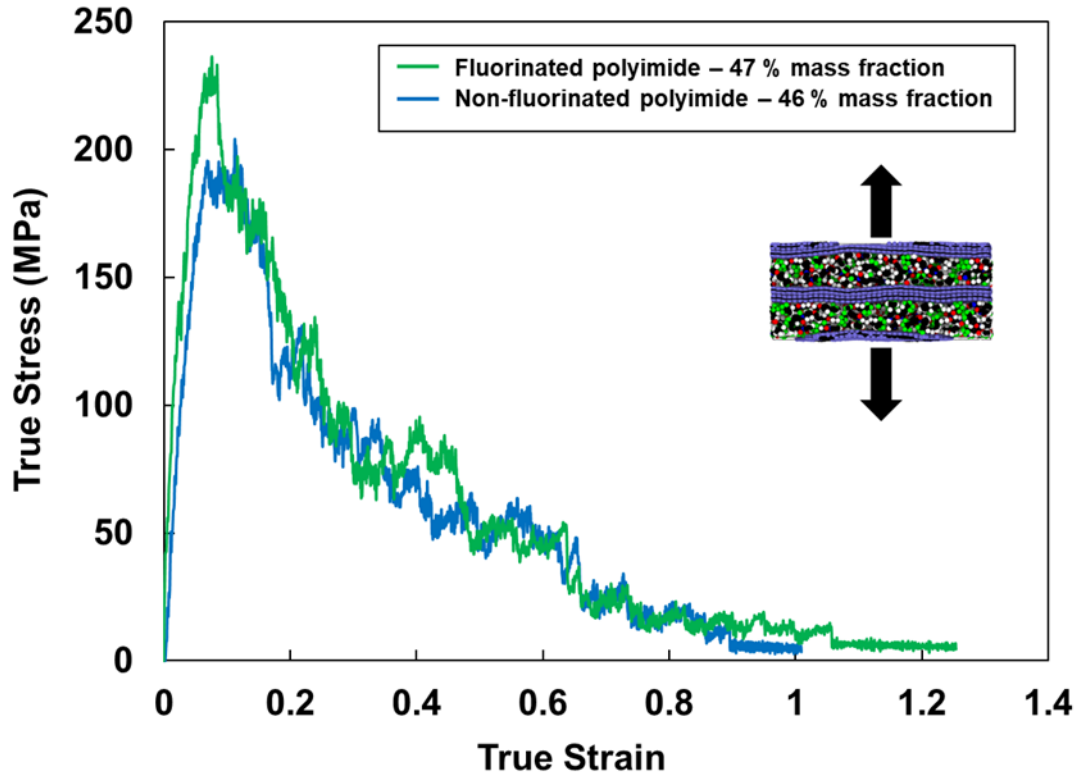 Fluorinated polyimide – 47 % mass fraction
Non-fluorinated polyimide – 46 % mass fraction
True Stress (MPa)
250
200
150
100
50
0
0 0.2 0.4 0.6 0.8 1 1.2 1.4
True Strain